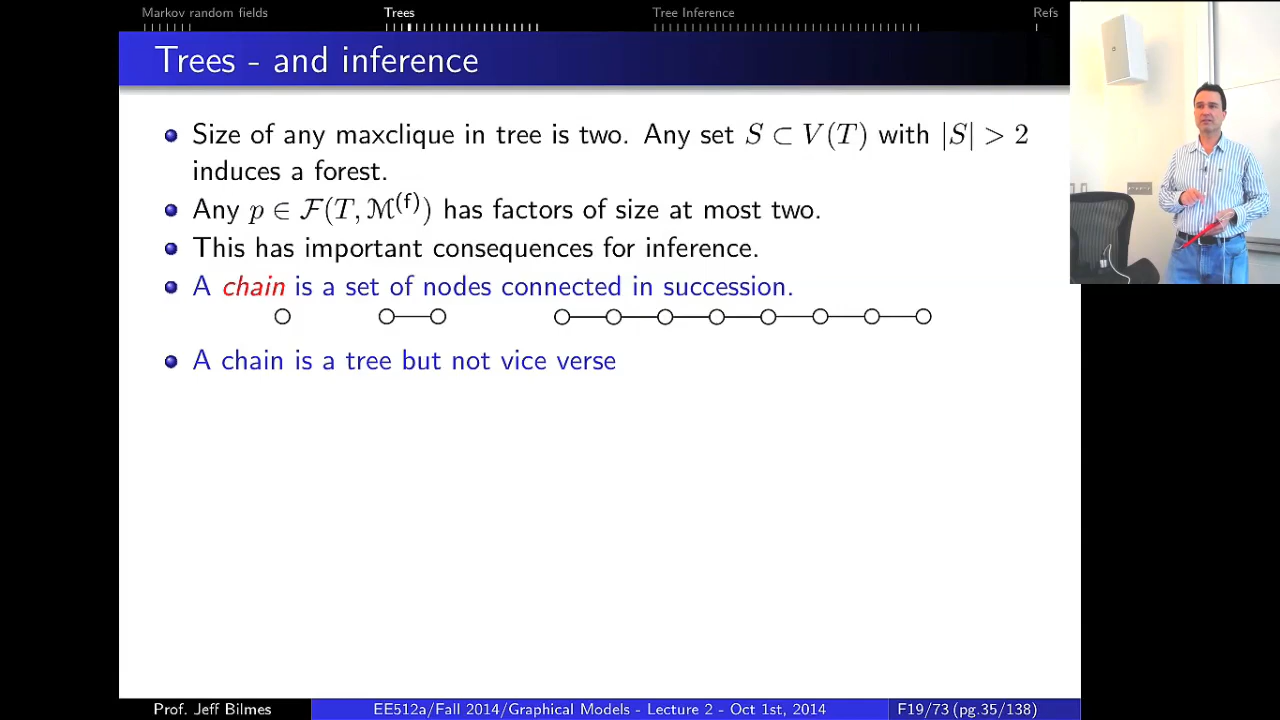 Markov random fields Trees Tree Inference Refs
Trees - and inference
Size of any maxclique in tree is two. Any set S ⊂ V(T) with |S| > 2
induces a forest.
Any p ∈ F(T, M^(f)) has factors of size at most two.
This has important consequences for inference.
A chain is a set of nodes connected in succession.
A chain is a tree but not vice verse
Prof. Jeff Bilmes EE512a/Fall 2014/Graphical Models - Lecture 2 - Oct 1st, 2014 F19/73 (pg.35/138)